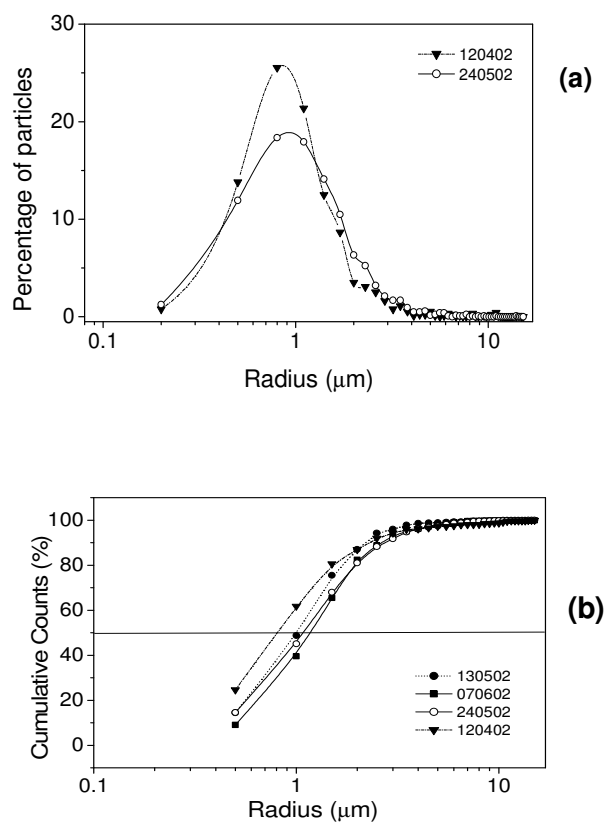 30
20
10
0
Percentage of particles
120402
240502
(a)
0.1 1 10
Radius (μm)
100
80
60
40
20
0
Cumulative Counts (%)
(b)
130502
070602
240502
120402
0.1 1 10
Radius (μm)